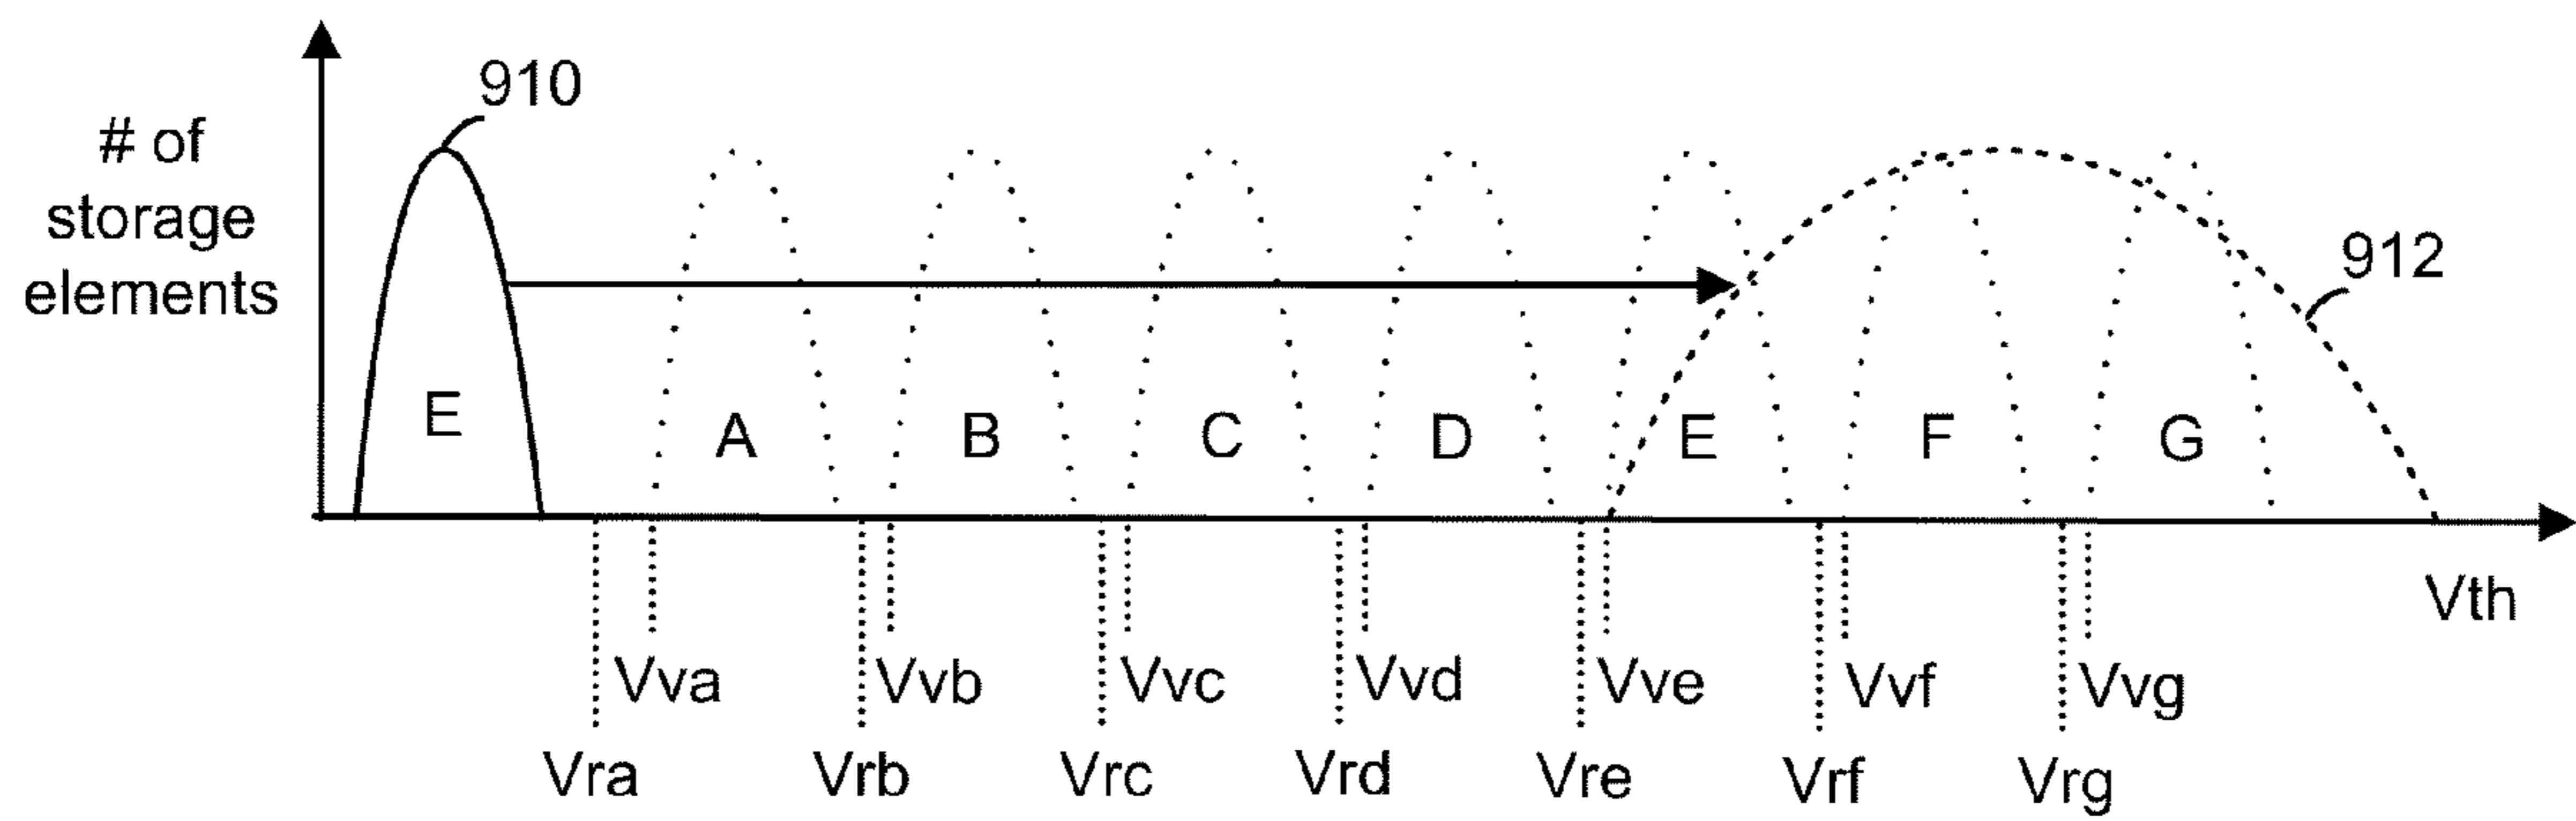 910
# of
storage
elements
912
E
A
B
C
D
E
F
G
Vth
Vva
Vvb
Vvc
Vvd
Vve
Vvf
Vvg
Vra
Vrb
Vrc
Vrd
Vre
Vrf
Vrg